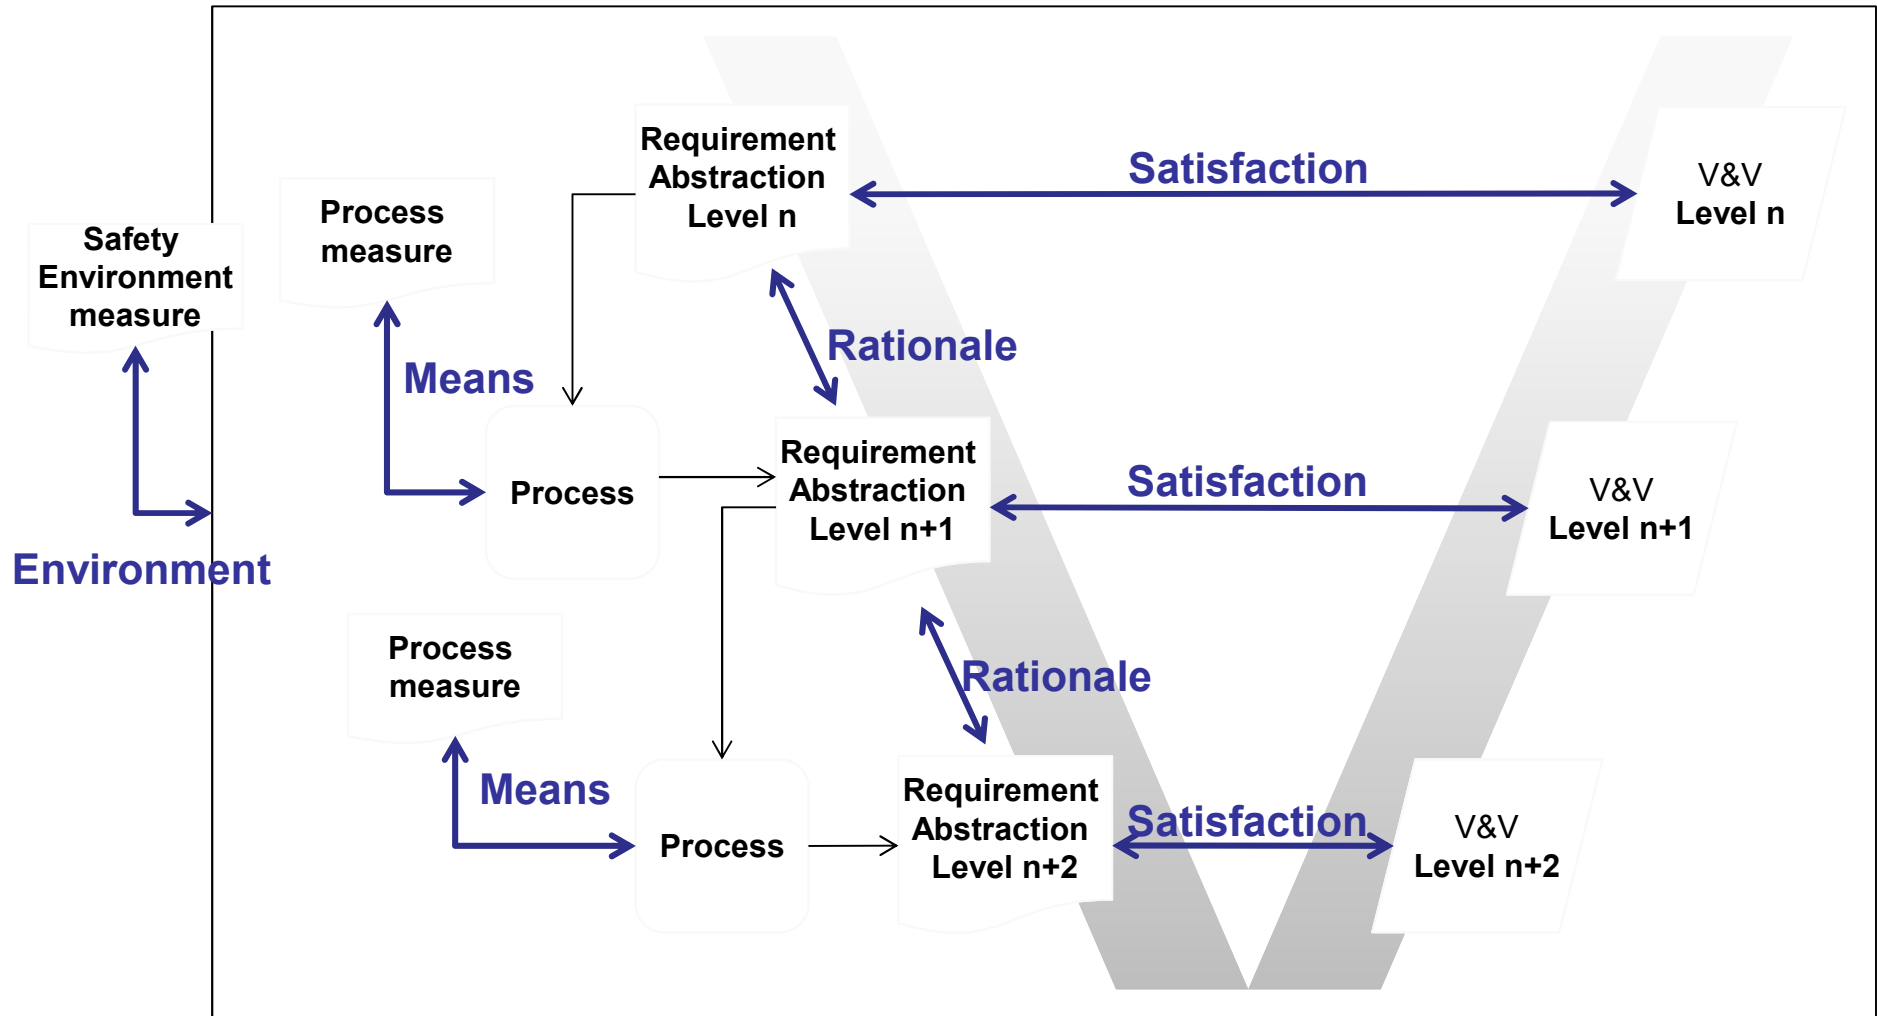 Requirement
Abstraction
Level n
Satisfaction
V&V
Level n
Process
measure
Safety
Environment
measure
Rationale
Means
Requirement
Abstraction
Level n+1
Satisfaction
V&V
Level n+1
Process
Environment
Process
measure
Rationale
Means
Requirement
Abstraction
Level n+2
Satisfaction
V&V
Level n+2
Process